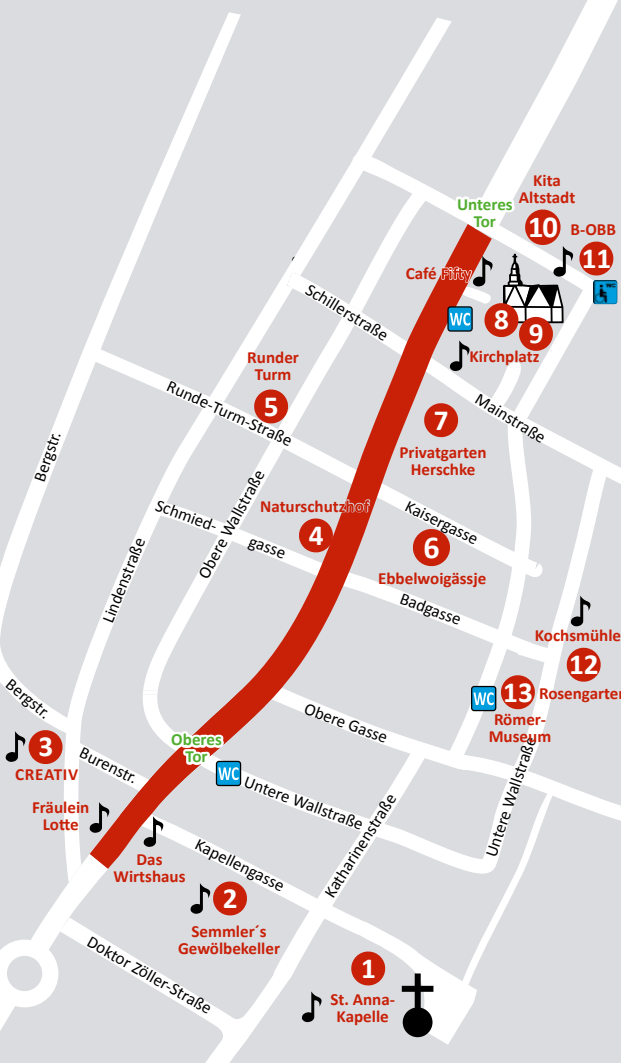 Kita
Altstadt
Unteres
Tor
10
B-OBB
11
WC
Café Fifty
WC
8
9
Kirchplatz
Schillerstraße
Mainstraße
Runder
Turm
5
Runde-Turm-Straße
7
Privatgarten
Herschke
Bergstr.
Obere Wallstraße
Naturschutzhof
4
Schmied-
gasse
Kaisergasse
6
Ebbelwoigässje
Lindenstraße
Badgasse
Kochsmühle
12
Rosengarten
WC
13
Römer-
Museum
Bergstr.
Obere Gasse
3
CREATIV
Oberes
Tor
WC
Burenstr.
Untere Wallstraße
Untere Wallstraße
Katharinenstraße
Fräulein
Lotte
Das
Wirtshaus
Kapellengasse
2
Semmler´s
Gewölbekeller
Doktor Zöller-Straße
1
St. Anna-
Kapelle